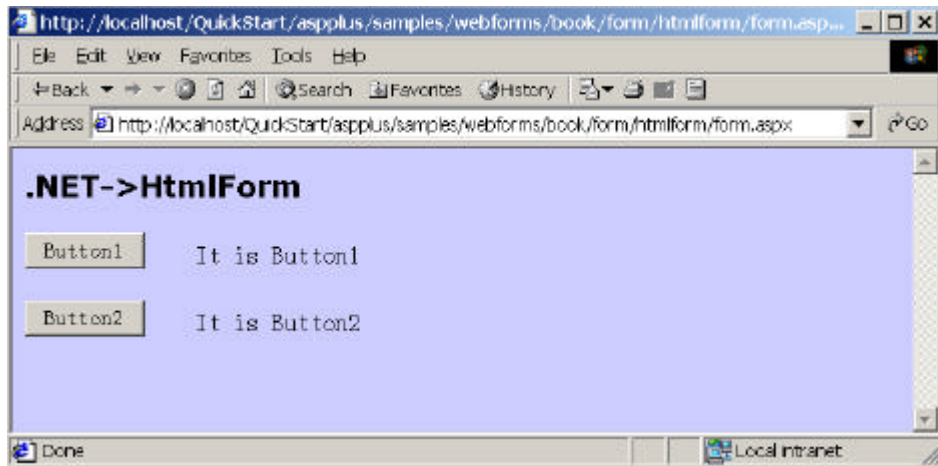 http://localhost/QuickStart/aspplus/samples/webforms/book/form/htmlform/form.asp...
File Edit View Favorites Tools Help
Back Search Favorites History
Address http://localhost/QuickStart/aspplus/samples/webforms/book/form/htmlform/form.aspx Go
.NET->HtmlForm
Button1 It is Button1
Button2 It is Button2
Done Local intranet